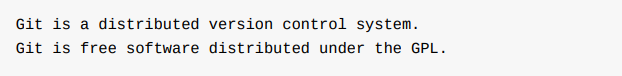 Git is a distributed version control system.
Git is free software distributed under the GPL.